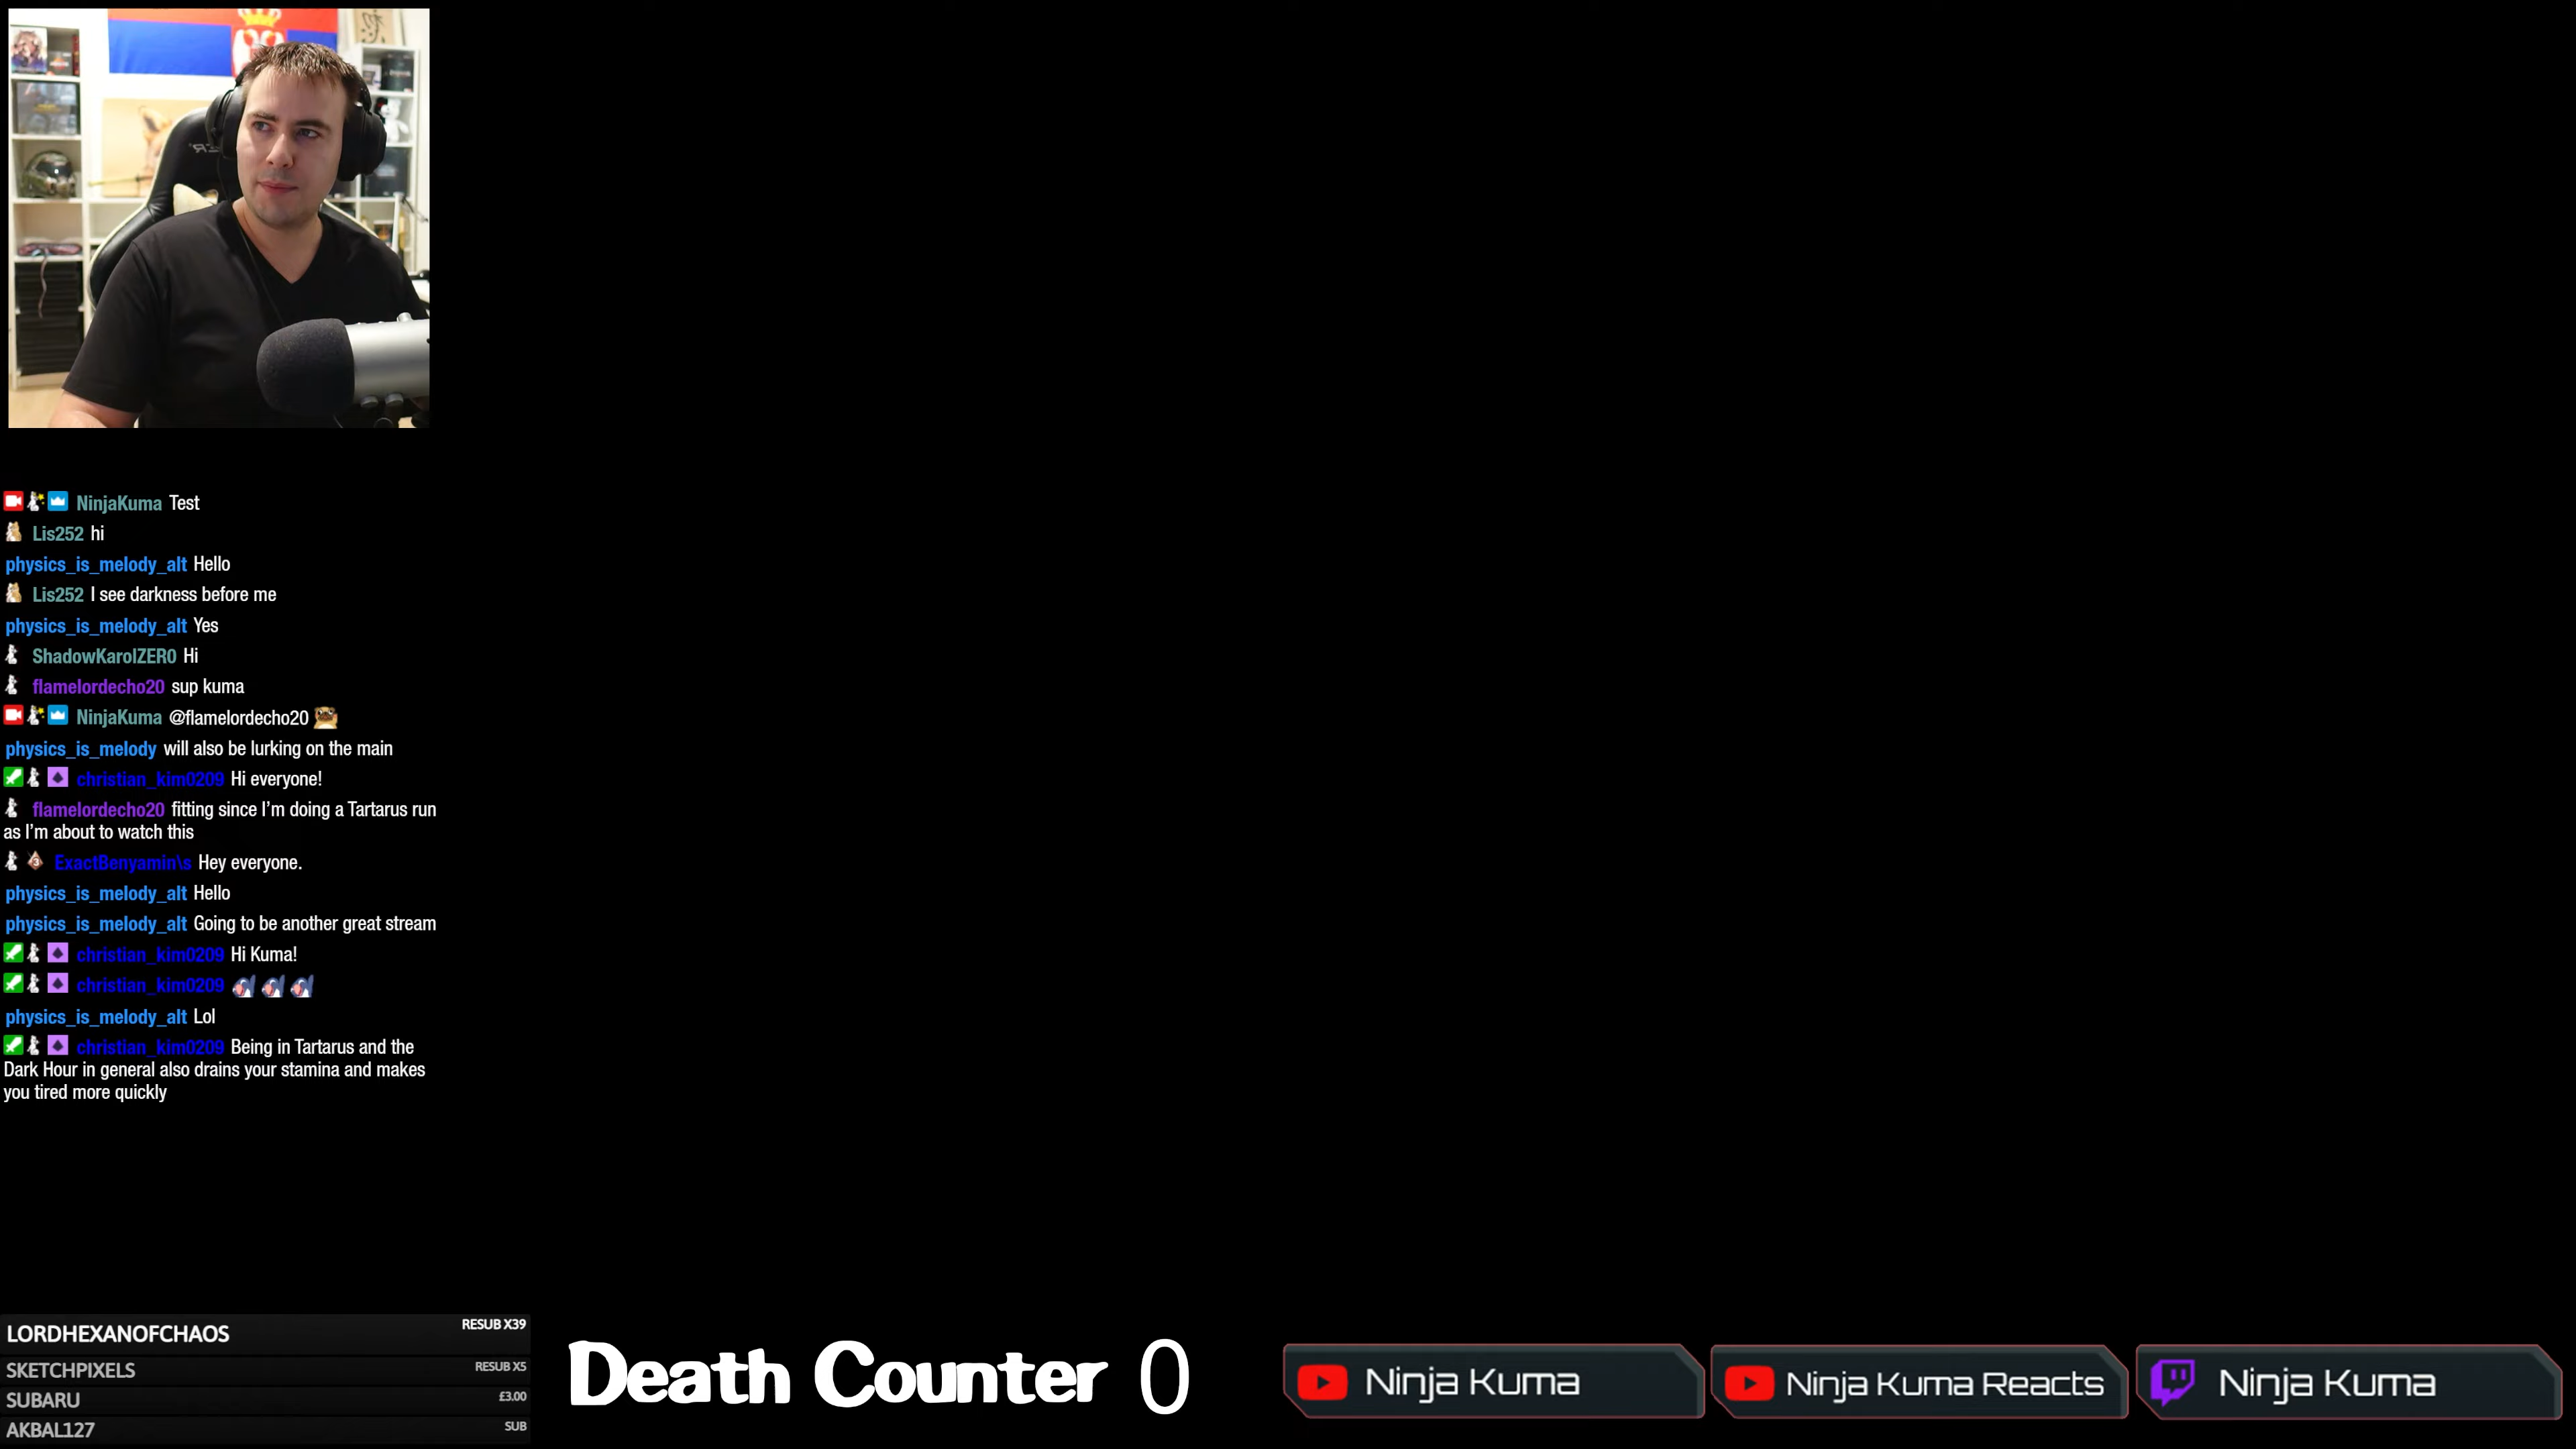 NinjaKuma Test
Lis252 hi
physics_is_melody_alt Hello
Lis252 I see darkness before me
physics_is_melody_alt Yes
ShadowKarolZER0 Hi
flamelordecho20 sup kuma
NinjaKuma @flamelordecho20
physics_is_melody will also be lurking on the main
christian_kim0209 Hi everyone!
flamelordecho20 fitting since I'm doing a Tartarus run
as I'm about to watch this
ExactBenyamin\s Hey everyone.
physics_is_melody_alt Hello
physics_is_melody_alt Going to be another great stream
christian_kim0209 Hi Kuma!
christian_kim0209
physics_is_melody_alt Lol
christian_kim0209 Being in Tartarus and the
Dark Hour in general also drains your stamina and makes
you tired more quickly
LORDHEXANOFCHAOS RESUB X39
SKETCHPIXELS RESUB X5
SUBARU £3.00
AKBAL127 SUB
Death Counter 0
Ninja Kuma
Ninja Kuma Reacts
Ninja Kuma